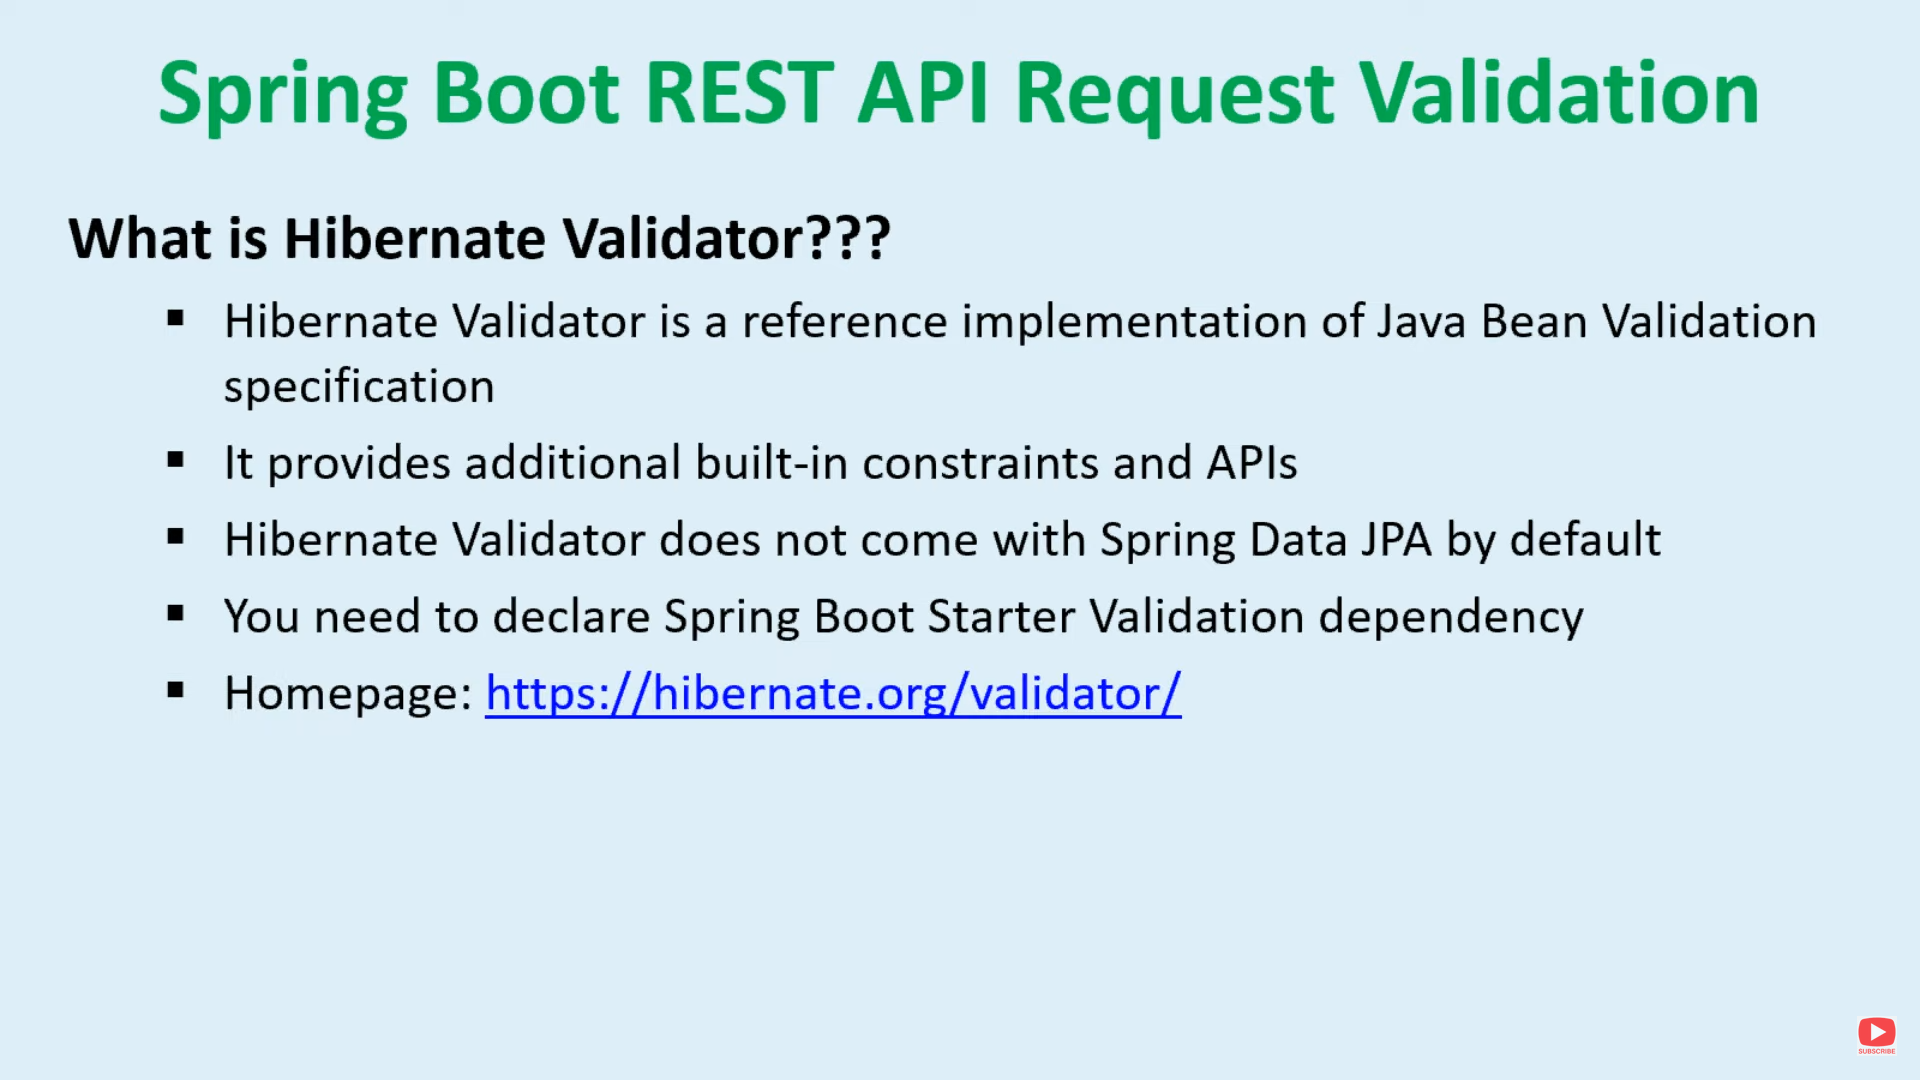 Spring Boot REST API Request Validation
What is Hibernate Validator???
▪ Hibernate Validator is a reference implementation of Java Bean Validation
specification
▪ It provides additional built-in constraints and APIs
▪ Hibernate Validator does not come with Spring Data JPA by default
▪ You need to declare Spring Boot Starter Validation dependency
▪ Homepage: https://hibernate.org/validator/
SUBSCRIBE